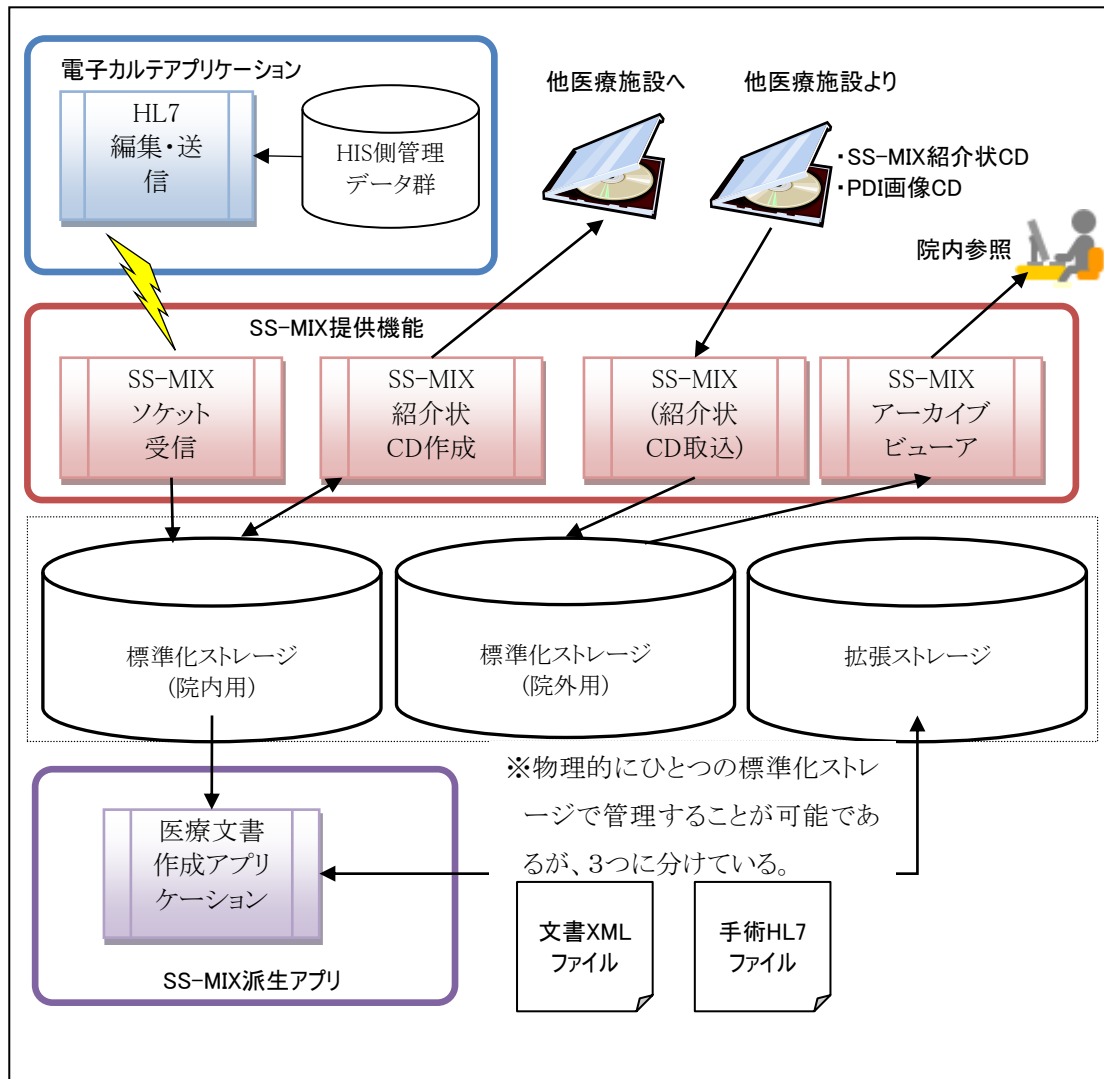 電子カルテアプリケーション
HL7
編集・送
信
HIS側管理
データ群
他医療施設へ
他医療施設より
・SS-MIX紹介状CD
・PDI画像CD
院内参照
SS-MIX提供機能
SS-MIX
ソケット
受信
SS-MIX
紹介状
CD作成
SS-MIX
(紹介状
CD取込)
SS-MIX
アーカイブ
ビューア
標準化ストレージ
(院内用)
標準化ストレージ
(院外用)
拡張ストレージ
※物理的にひとつの標準化ストレ
ージで管理することが可能であ
るが、3つに分けている。
医療文書
作成アプリ
ケーション
SS-MIX派生アプリ
文書XML
ファイル
手術HL7
ファイル